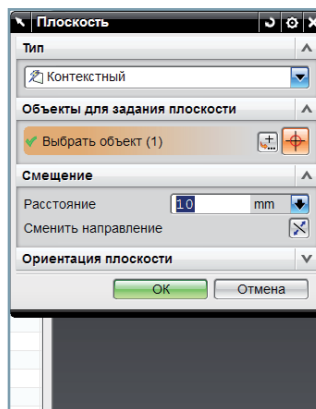 Плоскость
Тип
Контекстный
Объекты для задания плоскости
Выбрать объект (1)
Смещение
Расстояние 10 mm
Сменить направление
Ориентация плоскости
ОК Отмена